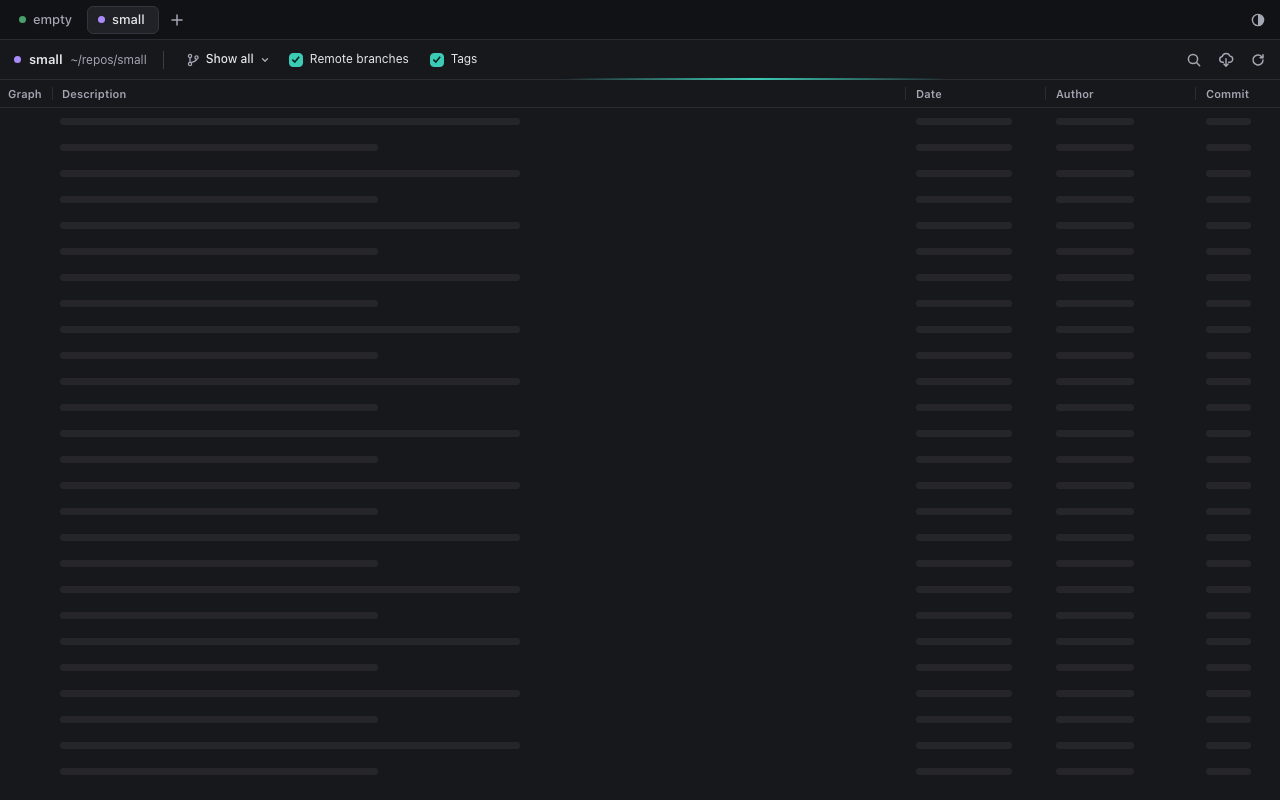 empty small
small ~/repos/small Show all Remote branches Tags
Graph Description Date Author Commit